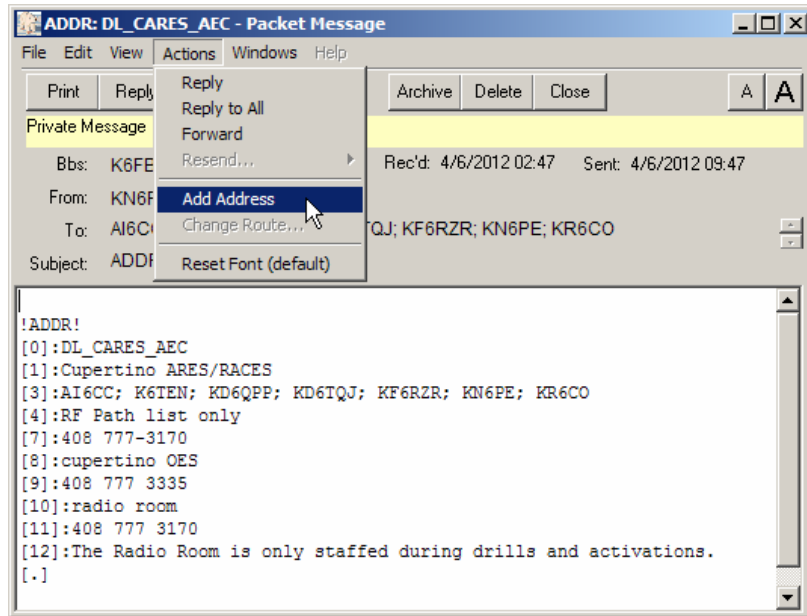 ADDR: DL_CARES_AEC - Packet Message
File Edit View Actions Windows Help
Print Reply Archive Delete Close A A
Reply
Reply to All
Forward
Resend...
Add Address
Change Route...
Reset Font (default)
Private Message
Bbs: Rec'd: 4/6/2012 02:47 Sent: 4/6/2012 09:47
From:
To: TQJ; KF6RZR; KN6PE; KR6CO
Subject: ADDR
!ADDR!
[0]:DL_CARES_AEC
[1]:Cupertino ARES/RACES
[3]:AI6CC; K6TEN; KD6QPP; KD6TQJ; KF6RZR; KN6PE; KR6CO
[4]:RF Path list only
[7]:408 777-3170
[8]:cupertino OES
[9]:408 777 3335
[10]:radio room
[11]:408 777 3170
[12]:The Radio Room is only staffed during drills and activations.
[.]